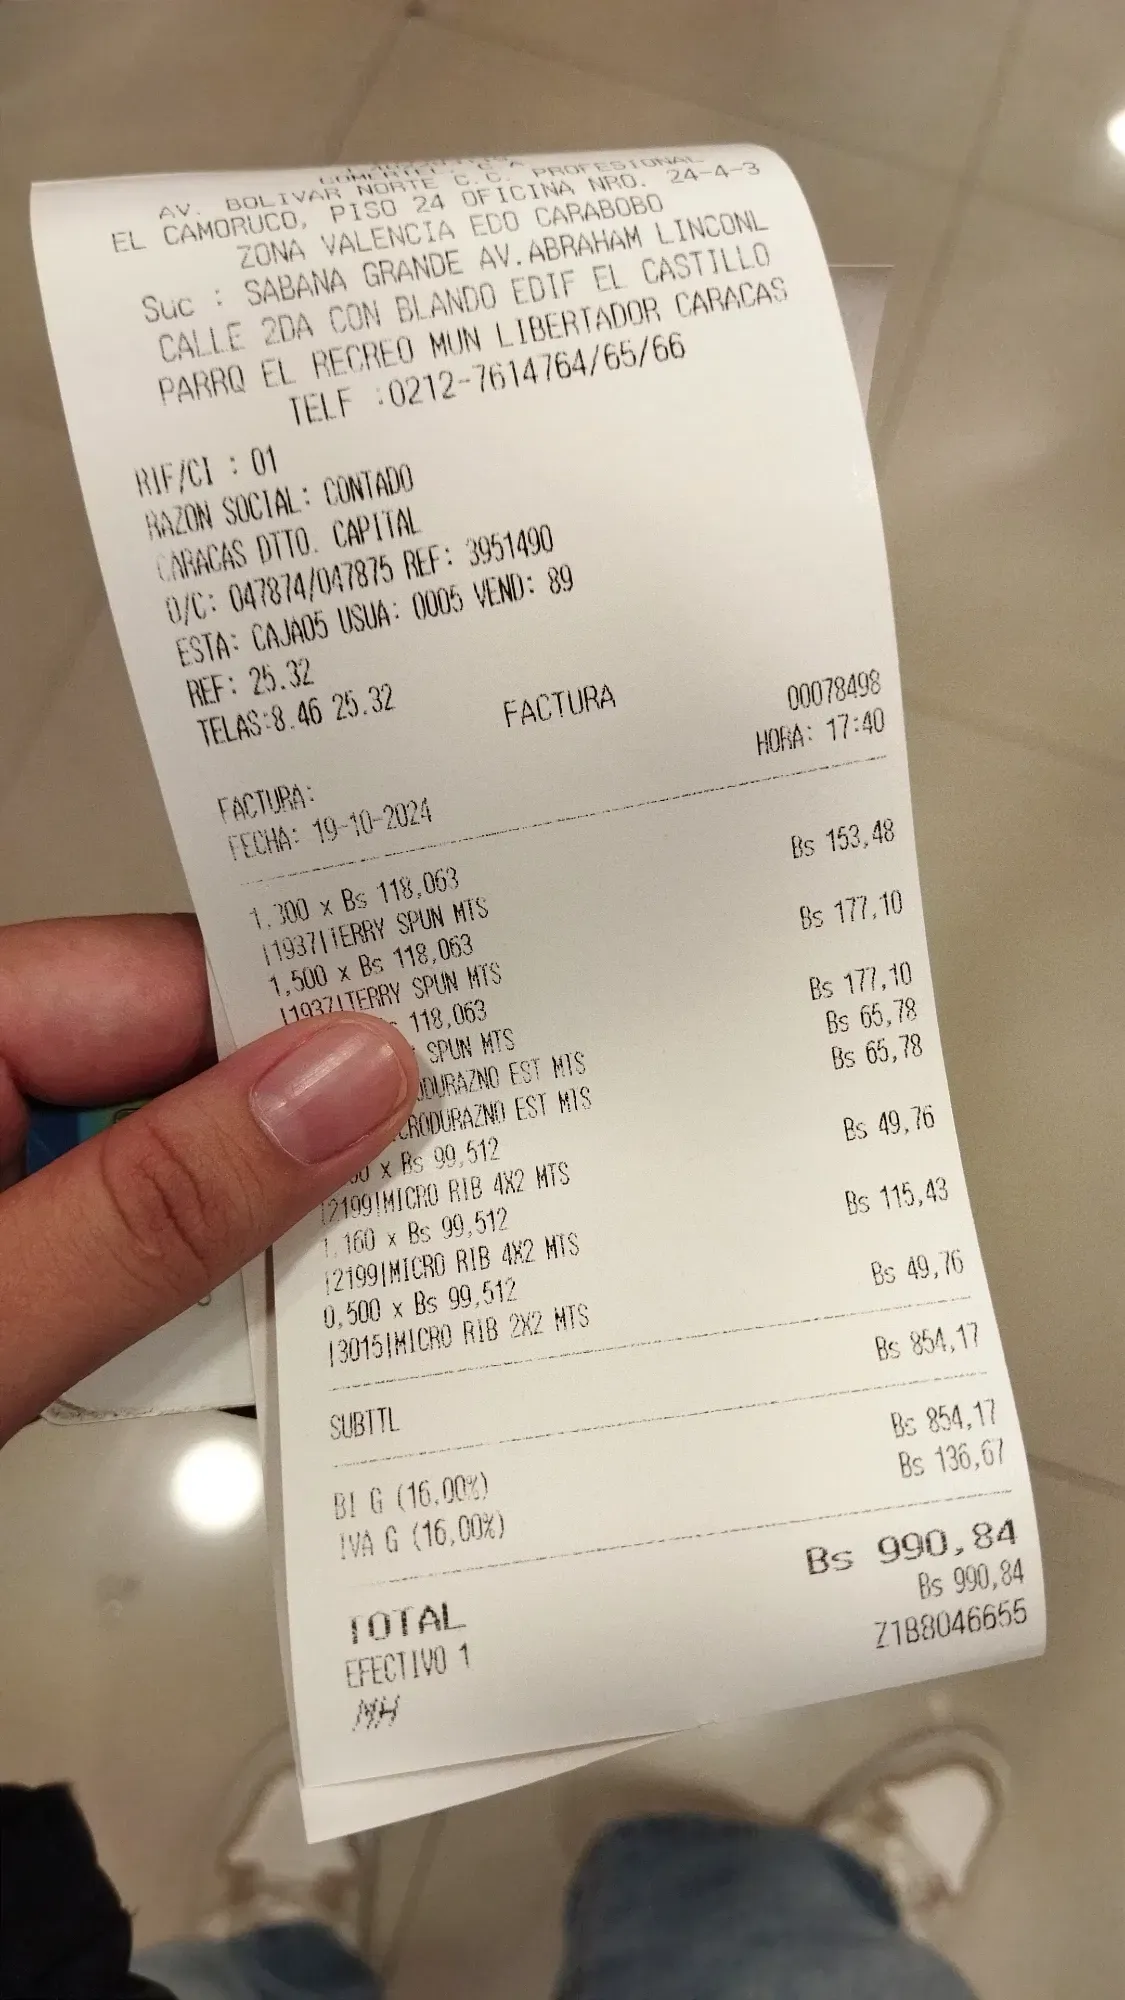 COMERTEL C.A.
AV. BOLIVAR NORTE C.C. PROFESIONAL
EL CAMORUCO, PISO 24 OFICINA NRO. 24-4-3
ZONA VALENCIA EDO CARABOBO
Suc : SABANA GRANDE AV.ABRAHAM LINCONL
CALLE 2DA CON BLANDO EDIF EL CASTILLO
PARRQ EL RECREO MUN LIBERTADOR CARACAS
TELF :0212-7614764/65/66
RIF/CI : 01
RAZON SOCIAL: CONTADO
CARACAS DTTO. CAPITAL
O/C: 047874/047875 REF: 3951490
ESTA: CAJA05 USUA: 0005 VEND: 89
REF: 25.32
TELAS:8.46 25.32
FACTURA
FACTURA: 00078498
FECHA: 19-10-2024 HORA: 17:40
1,300 x Bs 118,063
|1937|TERRY SPUN MTS Bs 153,48
1,500 x Bs 118,063
|1937|TERRY SPUN MTS Bs 177,10
118,063
SPUN MTS Bs 177,10
DURAZNO EST MTS Bs 65,78
CRODURAZNO EST MTS Bs 65,78
x Bs 99,512
|2199|MICRO RIB 4X2 MTS Bs 49,76
1,160 x Bs 99,512
|2199|MICRO RIB 4X2 MTS Bs 115,43
0,500 x Bs 99,512
|3015|MICRO RIB 2X2 MTS Bs 49,76
SUBTTL Bs 854,17
BI G (16,00%) Bs 854,17
IVA G (16,00%) Bs 136,67
TOTAL Bs 990,84
EFECTIVO 1 Bs 990,84
MH Z1B8046655